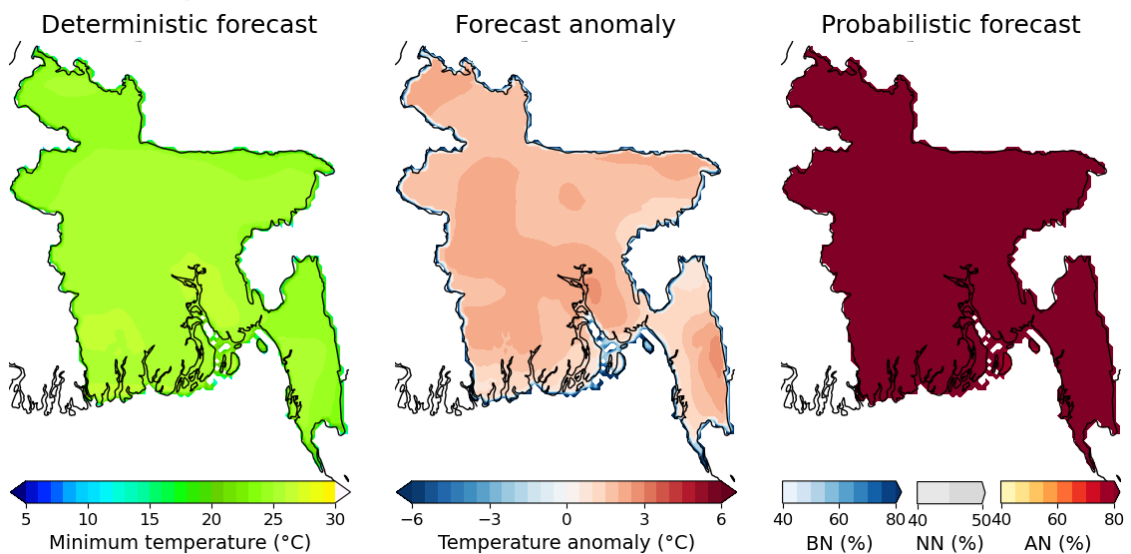 Deterministic forecast
Forecast anomaly
Probabilistic forecast
5 10 15 20 25 30
Minimum temperature (°C)
−6 −3 0 3 6
Temperature anomaly (°C)
40 60 80
BN (%)
40 50
NN (%)
40 60 80
AN (%)